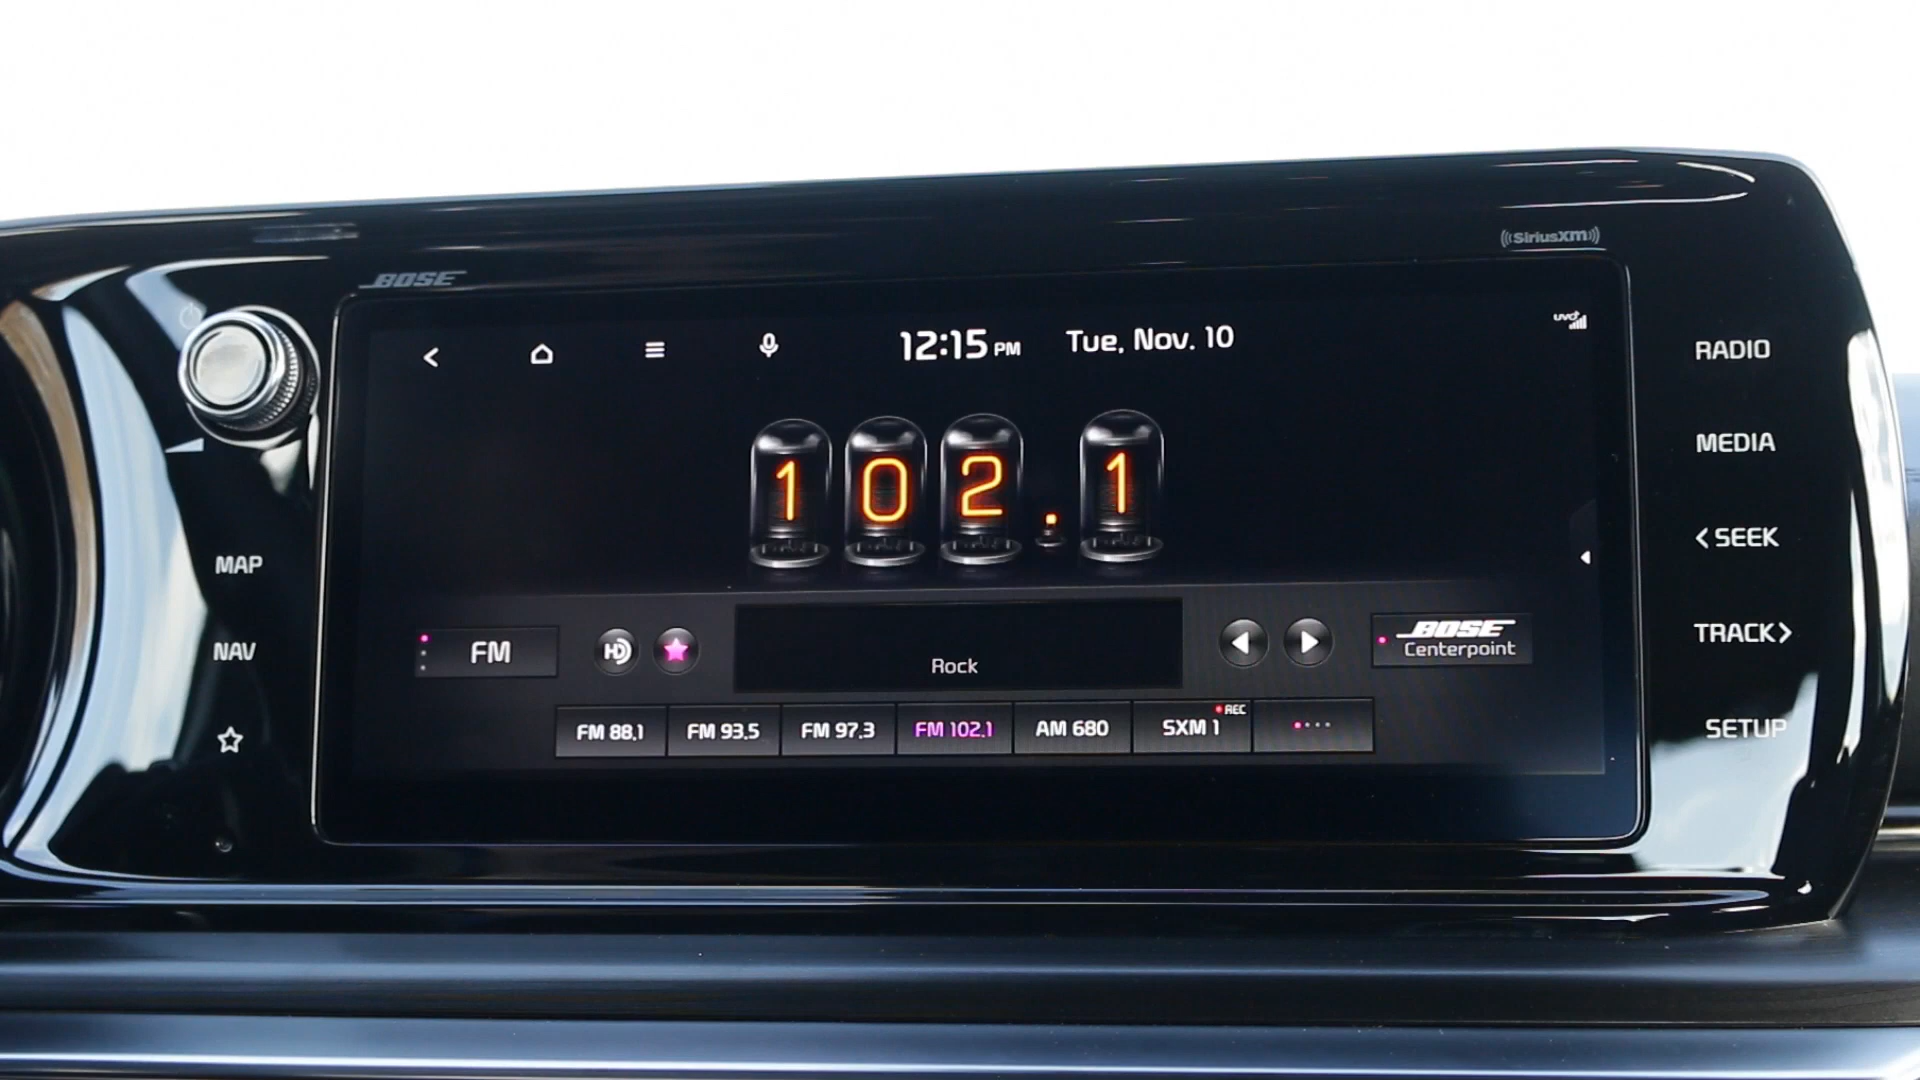 SiriusXM
BOSE
12:15 PM Tue, Nov. 10
UVO
102.1
FM HD Rock BOSE Centerpoint
FM 88.1 FM 93.5 FM 97.3 FM 102.1 AM 680 SXM 1 REC
MAP
NAV
RADIO
MEDIA
< SEEK
TRACK >
SETUP